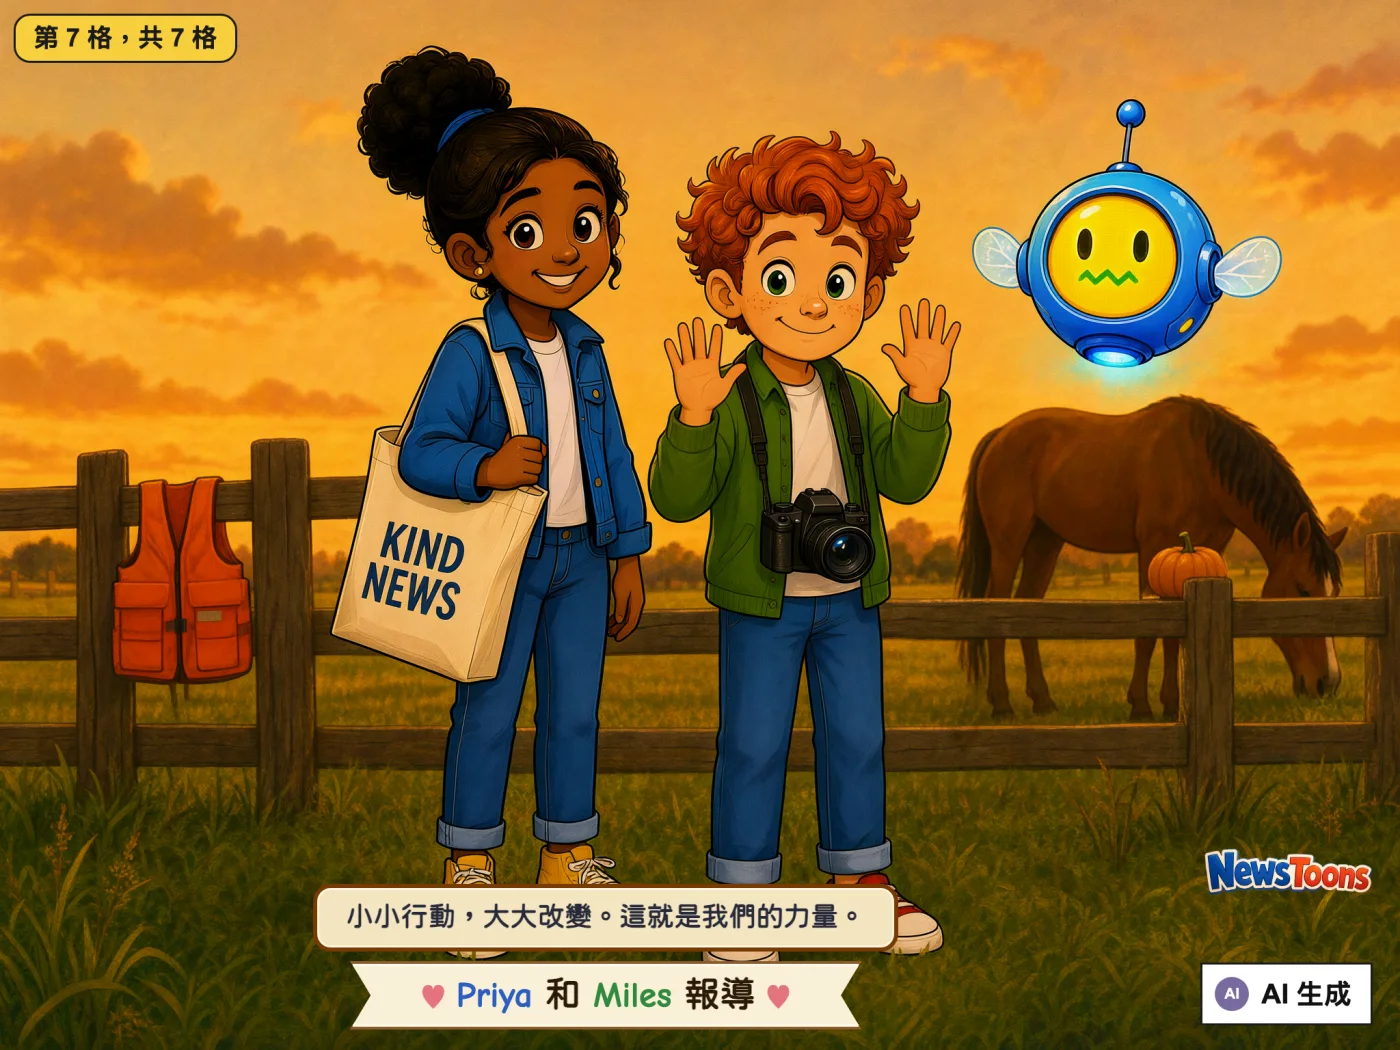 第 7 格，共 7 格
KIND
NEWS
NewsToons
小小行動，大大改變。這就是我們的力量。
Priya 和 Miles 報導
AI AI 生成